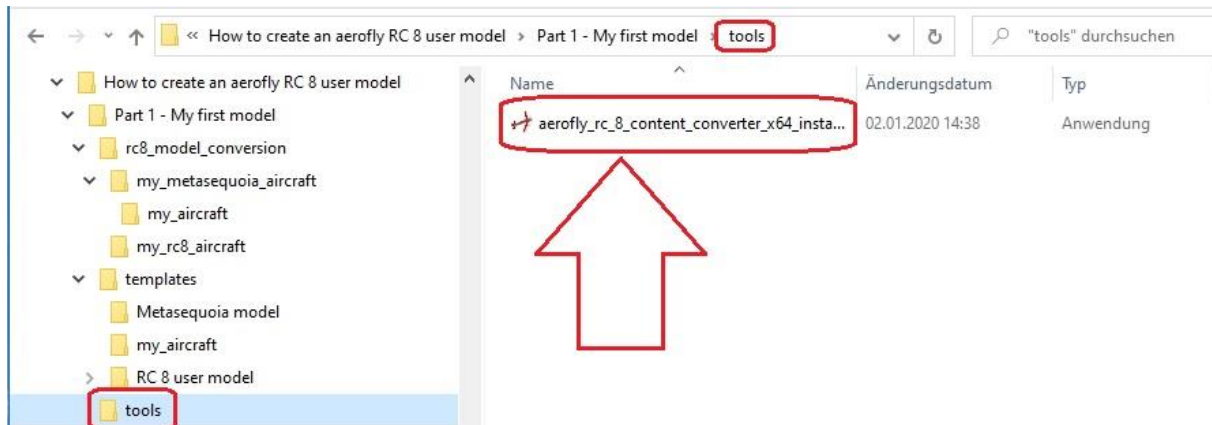 « How to create an aerofly RC 8 user model › Part 1 - My first model › tools
"tools" durchsuchen
How to create an aerofly RC 8 user model
Part 1 - My first model
rc8_model_conversion
my_metasequoia_aircraft
my_aircraft
my_rc8_aircraft
templates
Metasequoia model
my_aircraft
RC 8 user model
tools
Name Änderungsdatum Typ
aerofly_rc_8_content_converter_x64_insta... 02.01.2020 14:38 Anwendung